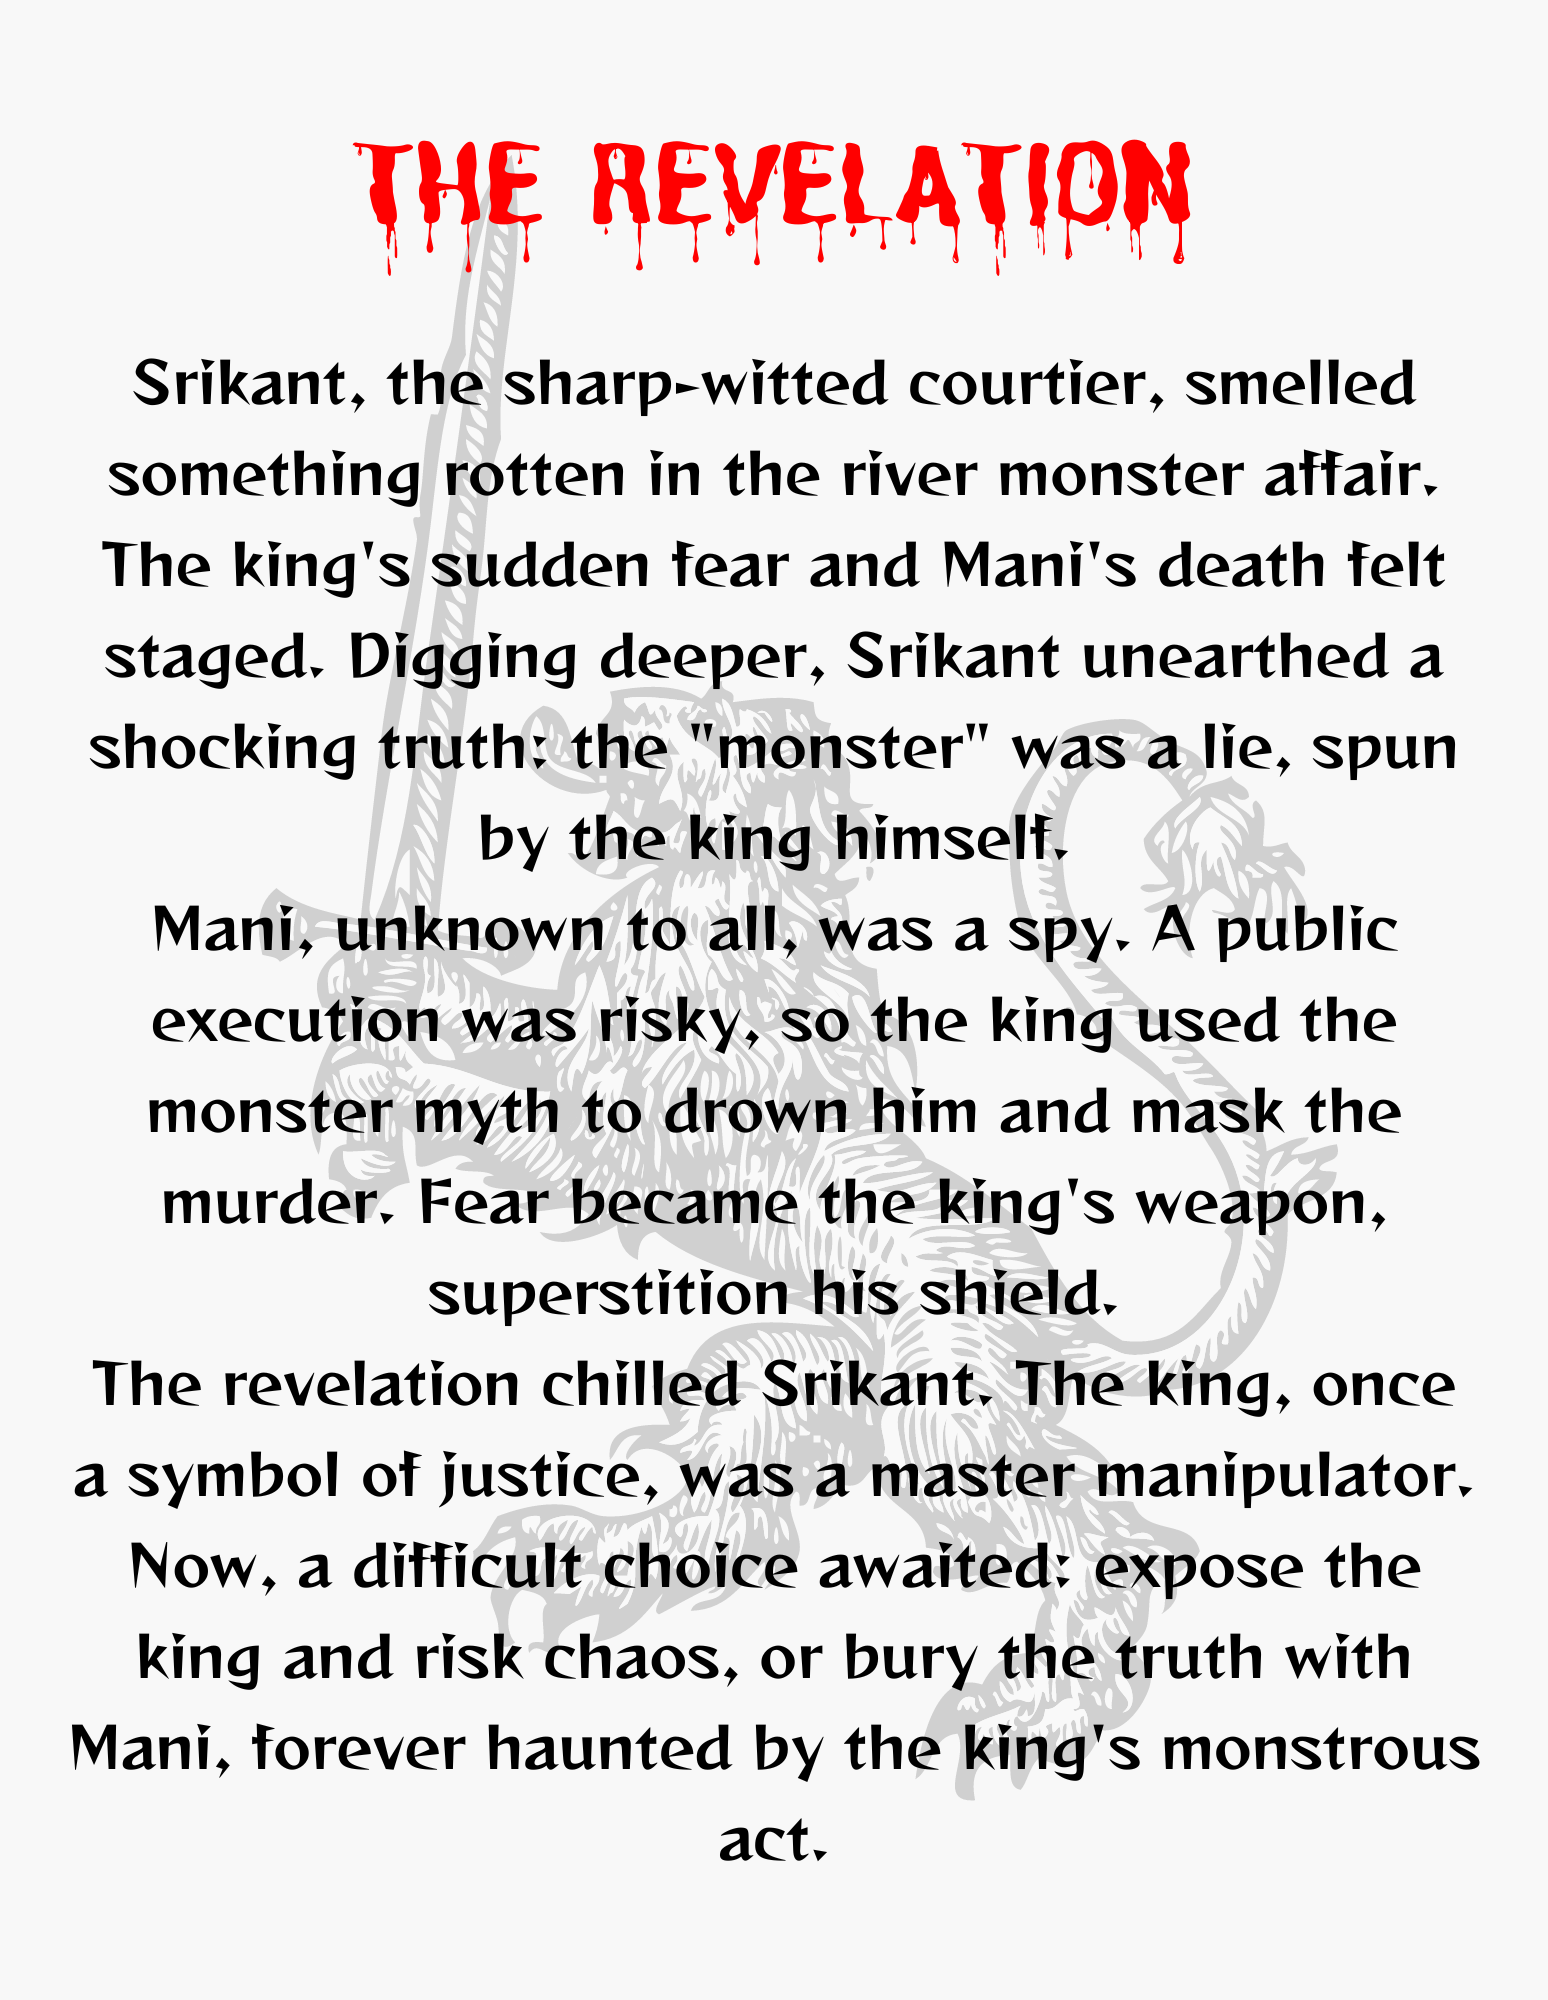 THE REVELATION
Srikant, the sharp-witted courtier, smelled
something rotten in the river monster affair.
The king's sudden fear and Mani's death felt
staged. Digging deeper, Srikant unearthed a
shocking truth: the "monster" was a lie, spun
by the king himself.
Mani, unknown to all, was a spy. A public
execution was risky, so the king used the
monster myth to drown him and mask the
murder. Fear became the king's weapon,
superstition his shield.
The revelation chilled Srikant. The king, once
a symbol of justice, was a master manipulator.
Now, a difficult choice awaited: expose the
king and risk chaos, or bury the truth with
Mani, forever haunted by the king's monstrous
act.